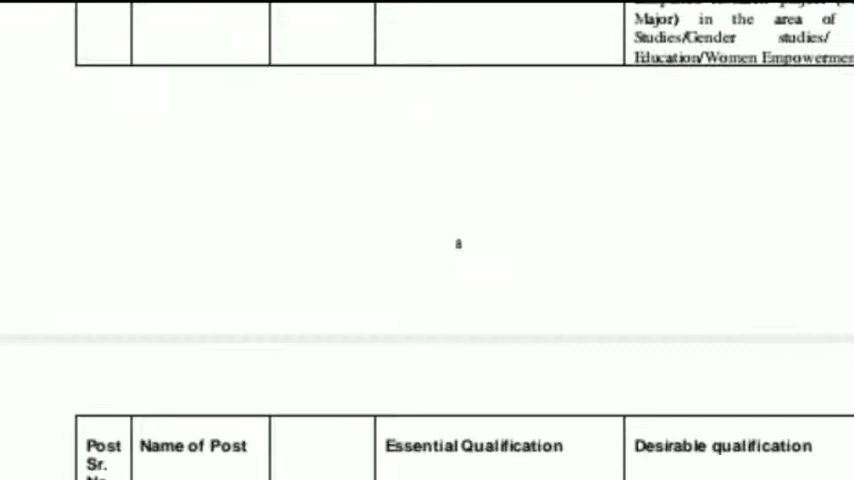 Major) in the area of
Studies/Gender studies/
Education/Women
8
Post Name of Post Essential Qualification Desirable qualification
Sr.